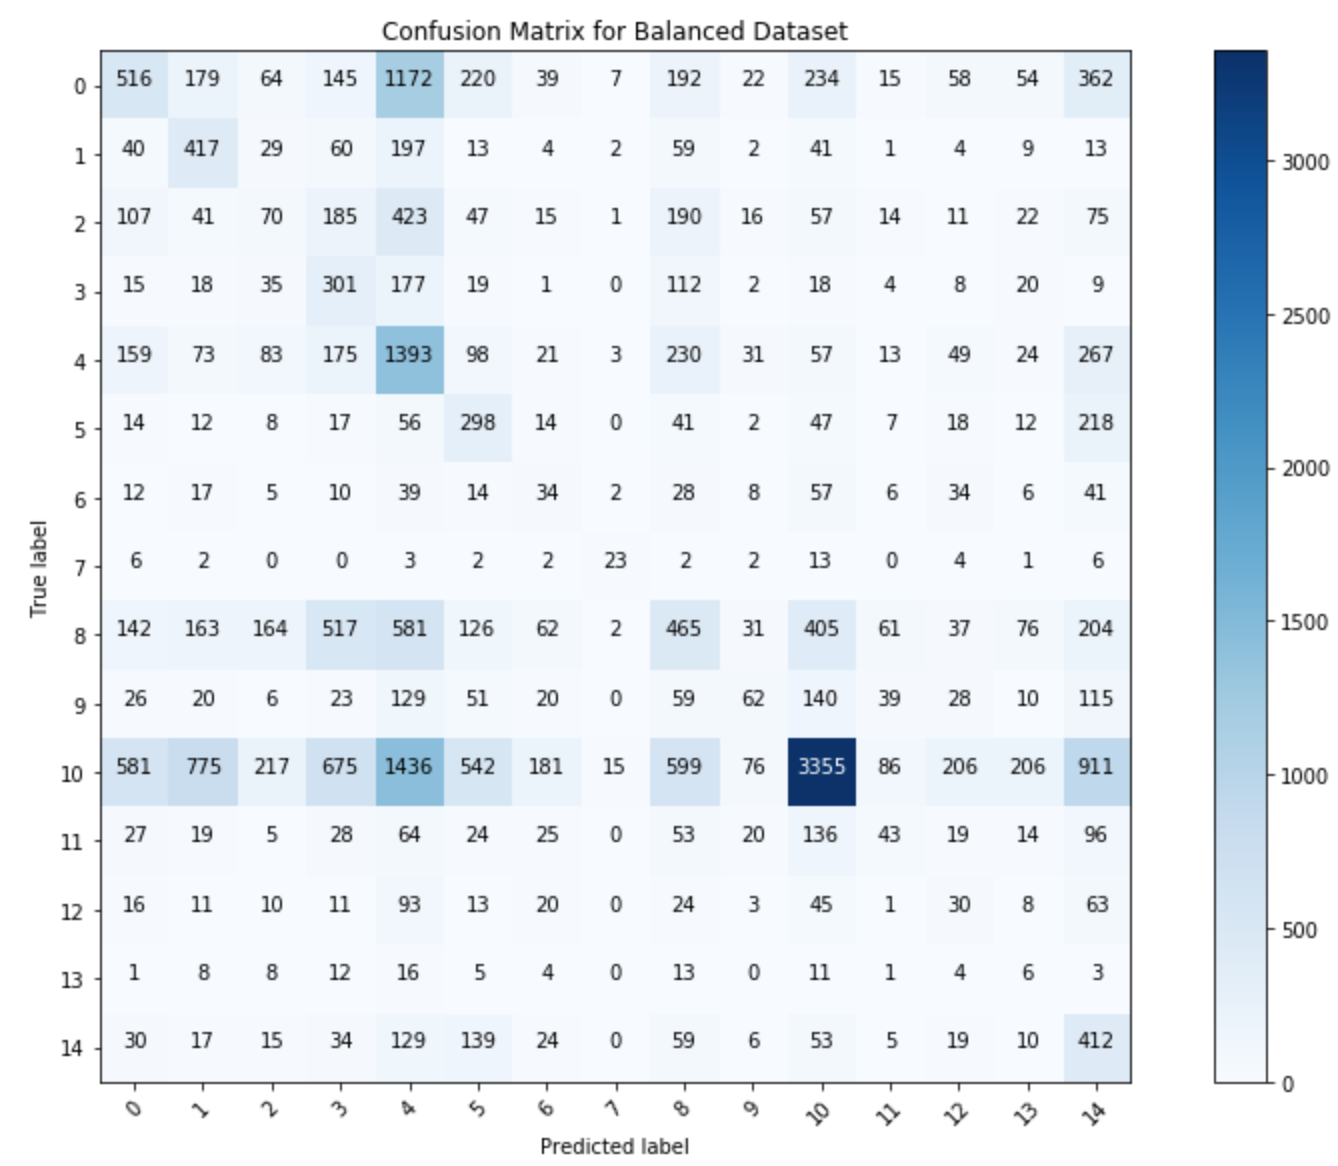 Confusion Matrix for Balanced Dataset
0 516 179 64 145 1172 220 39 7 192 22 234 15 58 54 362
1 40 417 29 60 197 13 4 2 59 2 41 1 4 9 13
2 107 41 70 185 423 47 15 1 190 16 57 14 11 22 75
3 15 18 35 301 177 19 1 0 112 2 18 4 8 20 9
4 159 73 83 175 1393 98 21 3 230 31 57 13 49 24 267
5 14 12 8 17 56 298 14 0 41 2 47 7 18 12 218
6 12 17 5 10 39 14 34 2 28 8 57 6 34 6 41
7 6 2 0 0 3 2 2 23 2 2 13 0 4 1 6
8 142 163 164 517 581 126 62 2 465 31 405 61 37 76 204
9 26 20 6 23 129 51 20 0 59 62 140 39 28 10 115
10 581 775 217 675 1436 542 181 15 599 76 3355 86 206 206 911
11 27 19 5 28 64 24 25 0 53 20 136 43 19 14 96
12 16 11 10 11 93 13 20 0 24 3 45 1 30 8 63
13 1 8 8 12 16 5 4 0 13 0 11 1 4 6 3
14 30 17 15 34 129 139 24 0 59 6 53 5 19 10 412
0 1 2 3 4 5 6 7 8 9 10 11 12 13 14
True label
Predicted label
3000
2500
2000
1500
1000
500
0